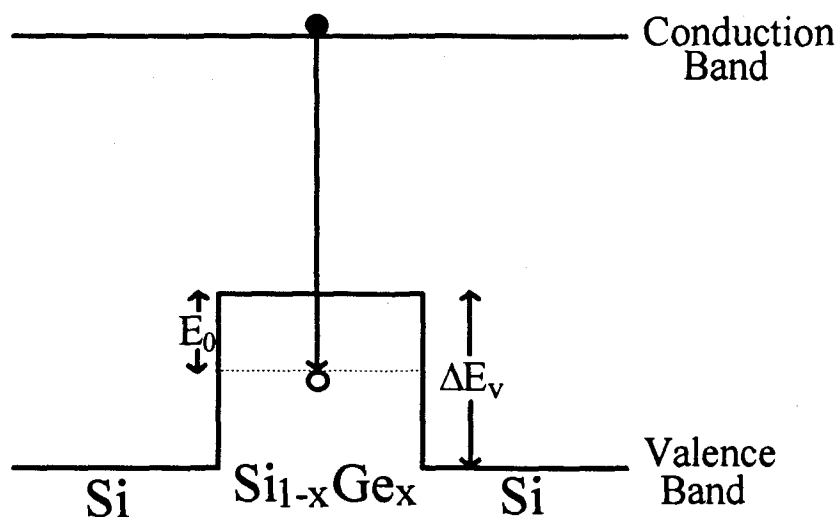 Conduction
Band
E₀
ΔEᵥ
Valence
Band
Si
Si₁₋ₓGeₓ
Si